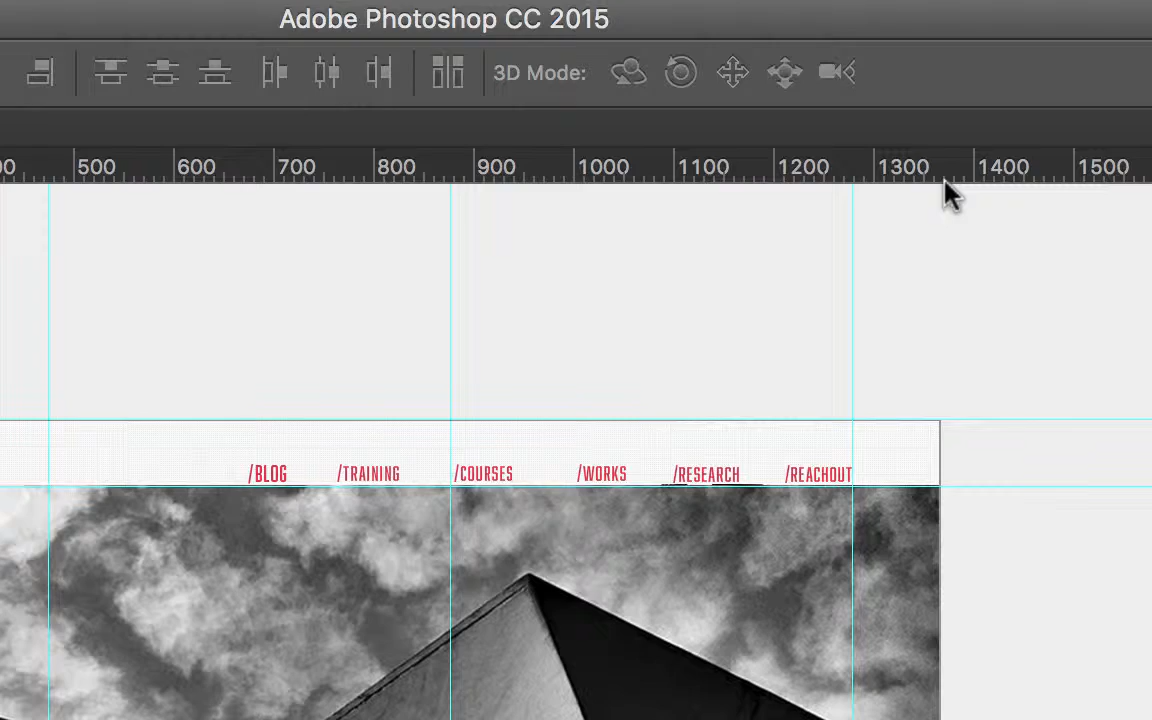 Adobe Photoshop CC 2015
3D Mode:
500 600 700 800 900 1000 1100 1200 1300 1400 1500
/BLOG /TRAINING /COURSES /WORKS /RESEARCH /REACHOUT